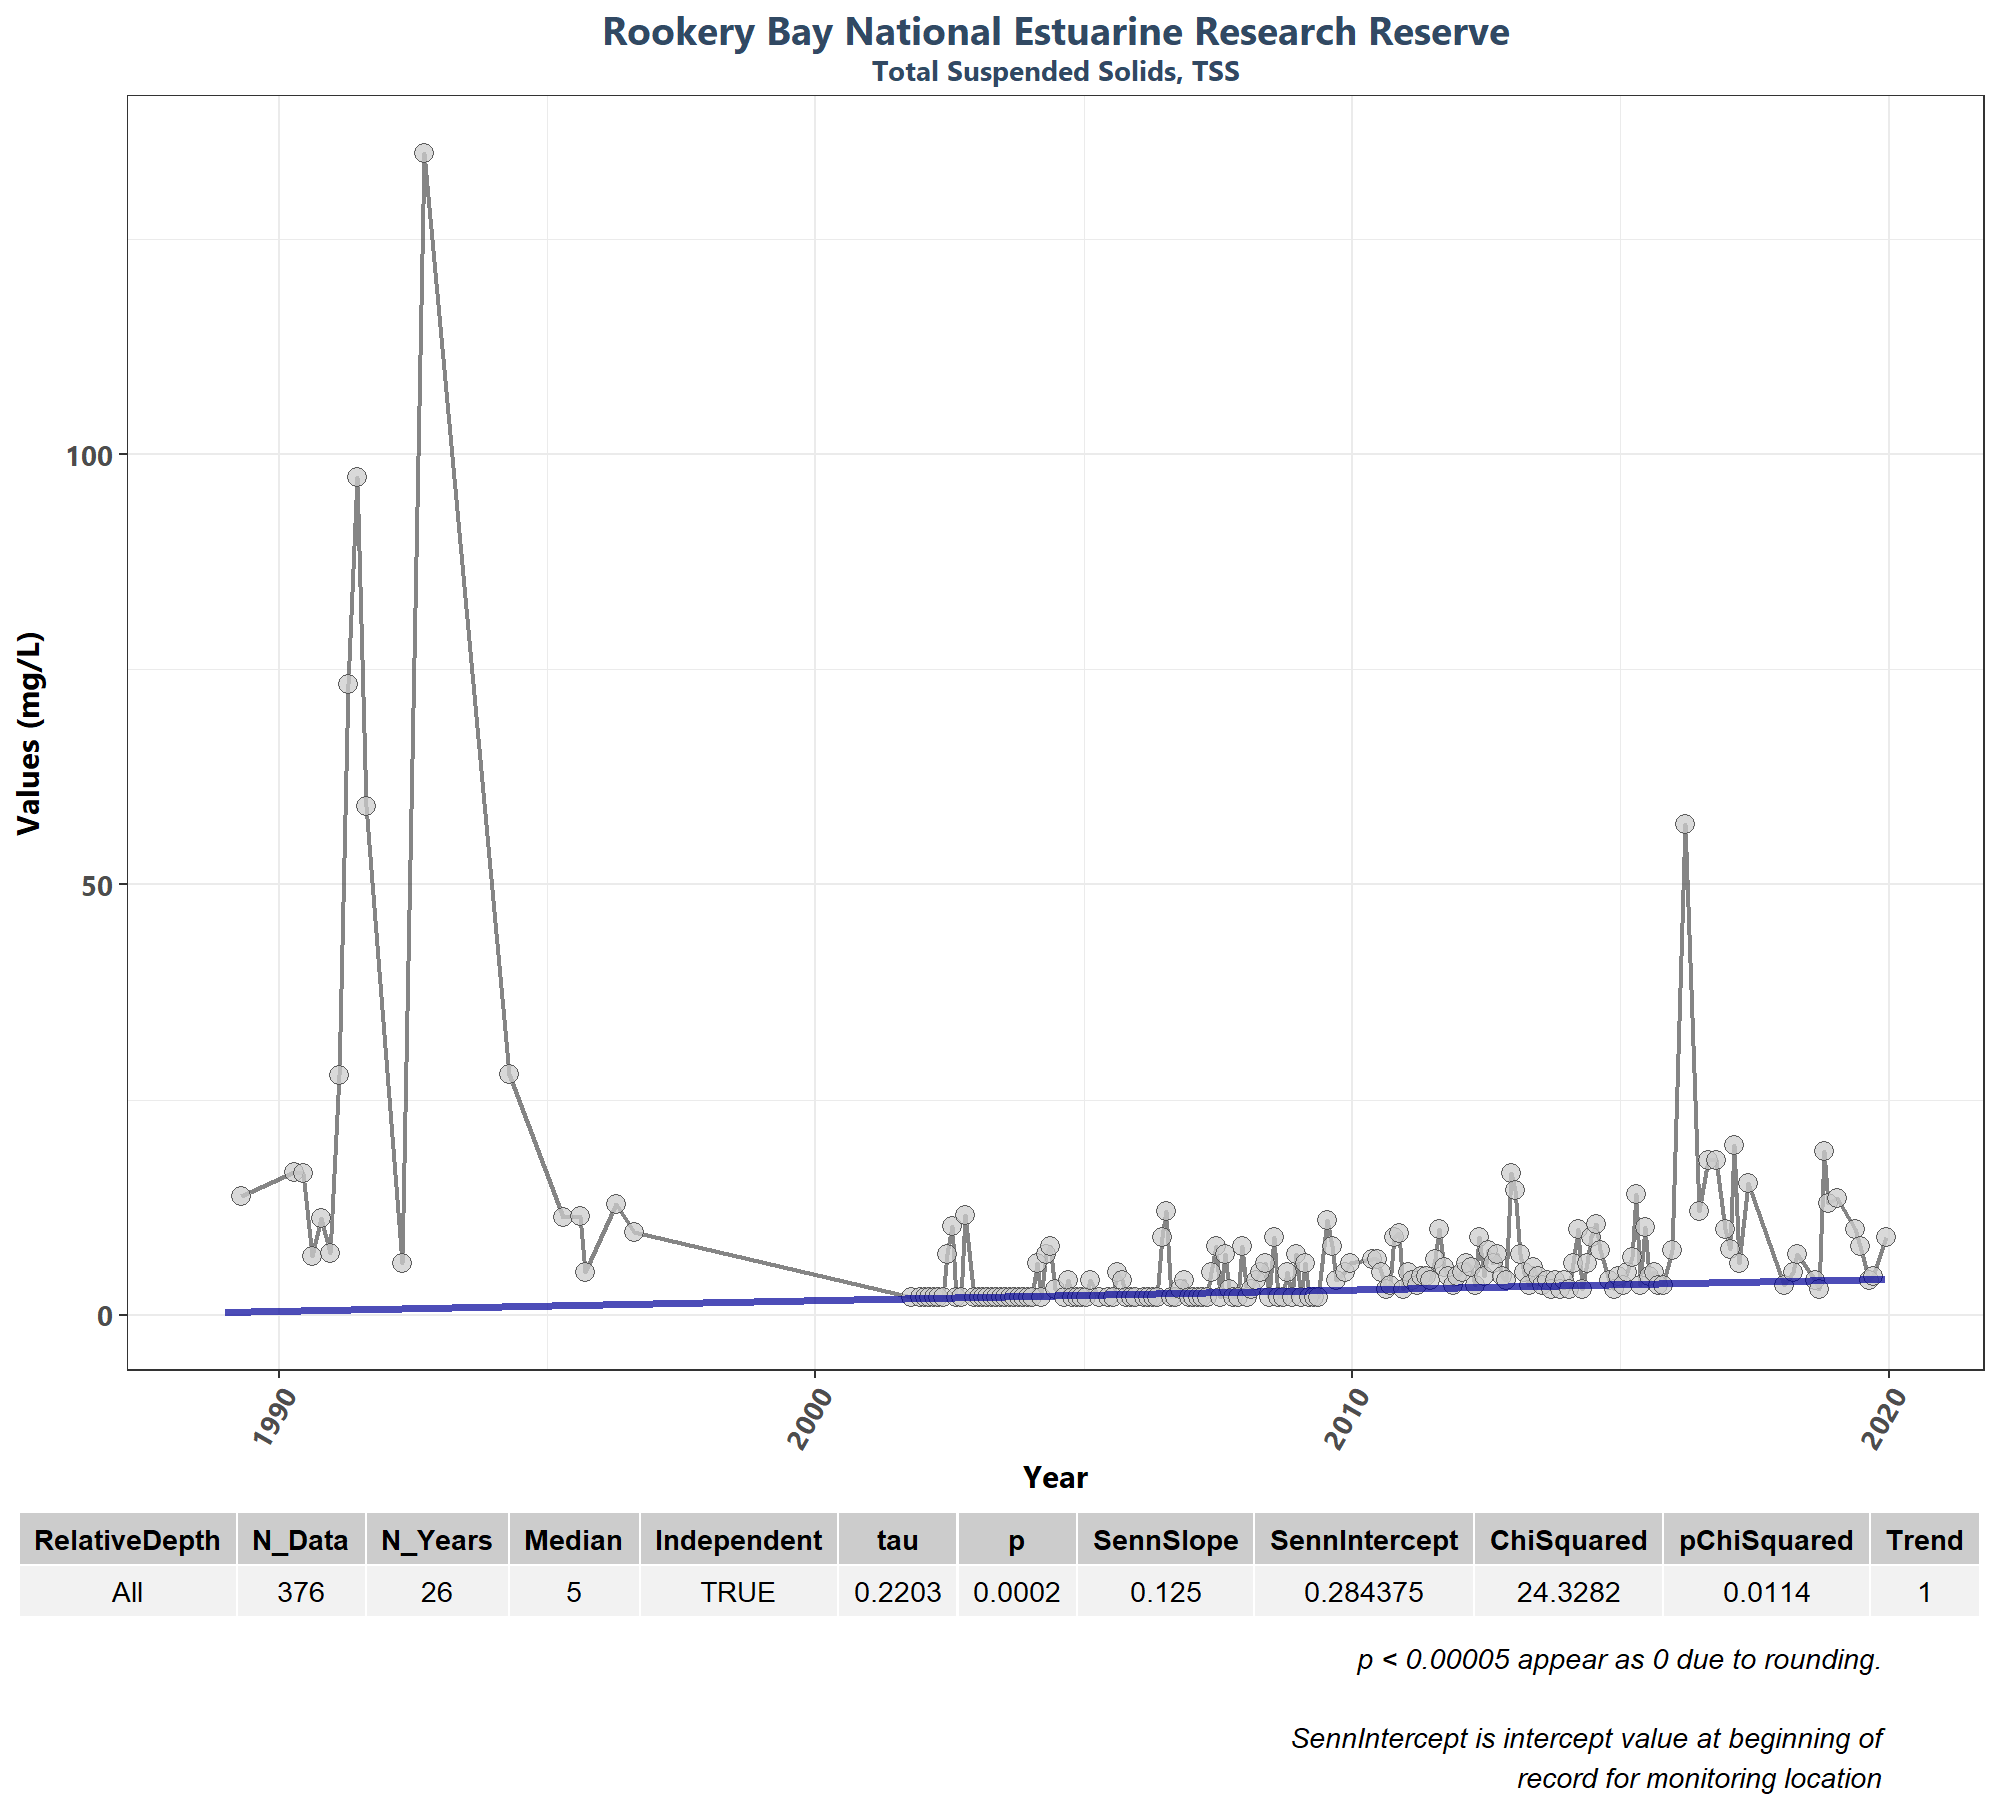 Rookery Bay National Estuarine Research Reserve
Total Suspended Solids, TSS
Values (mg/L)
100
50
0
1990
2000
2010
2020
Year
RelativeDepth N_Data N_Years Median Independent tau p SennSlope SennIntercept ChiSquared pChiSquared Trend
All 376 26 5 TRUE 0.2203 0.0002 0.125 0.284375 24.3282 0.0114 1
p < 0.00005 appear as 0 due to rounding.
SennIntercept is intercept value at beginning of
record for monitoring location